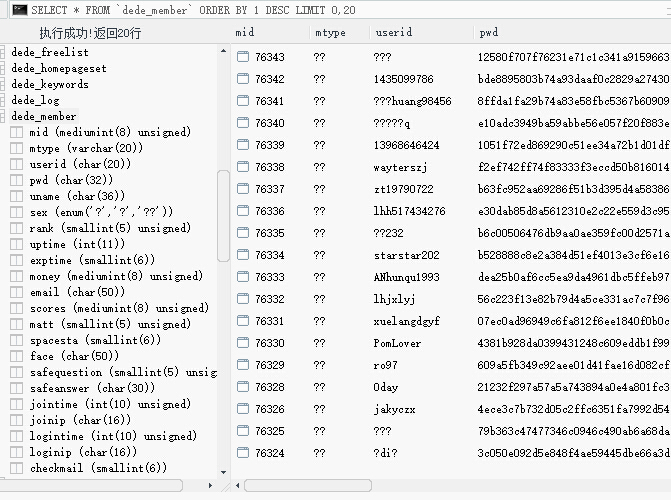 SELECT * FROM `dede_member` ORDER BY 1 DESC LIMIT 0,20
执行成功!返回20行
dede_freelist
dede_homepageset
dede_keywords
dede_log
dede_member
mid (mediumint(8) unsigned)
mtype (varchar(20))
userid (char(20))
pwd (char(32))
uname (char(36))
sex (enum('?','?','??'))
rank (smallint(5) unsigned)
uptime (int(11))
exptime (smallint(6))
money (mediumint(8) unsigned)
email (char(50))
scores (mediumint(8) unsigned)
matt (smallint(5) unsigned)
spacesta (smallint(6))
face (char(50))
safequestion (smallint(5) unsig
safeanswer (char(30))
jointime (int(10) unsigned)
joinip (char(16))
logintime (int(10) unsigned)
loginip (char(16))
checkmail (smallint(6))
mid mtype userid pwd
76343 ?? ??? 12580f707f76231e71c1c341a9159663
76342 ?? 1435099786 bde8895803b74a93daaf0c2829a27430
76341 ?? ???huang98456 8ffda1fa29b74a83e58fbc5367b60909
76340 ?? ?????q e10adc3949ba59abbe56e057f20f883e
76339 ?? 13968646424 1051f72ed869290c51ee34a72b1d01df
76338 ?? wayterszj f2ef742ff74f83333f3eccd50b816014
76337 ?? zt19790722 b63fc952aa69286f51b3d395d4a58386
76336 ?? lhh517434276 e30dab85d8a5612310e2c22e559d3c95
76335 ?? ??232 b6c00506476db9aa0ae359fc00d2571a
76334 ?? starstar202 b528888c8e2a384d51ef4013e3cf6e16
76333 ?? ANhunqu1993 dea25b0af6cc5ea9da4961dbc5ffeb97
76332 ?? lhjxlyj 56c223f13e82b79d4a5ce331ac7c7f96
76331 ?? xuelangdgyf 07ec0ad96949c6fa812f6ee1840f0b0c
76330 ?? PomLover 4381b928da0399431248c609eddb1f99
76329 ?? ro97 609a5fb349c92aee01d41fae16d082cf
76328 ?? 0day 21232f297a57a5a743894a0e4a801fc3
76326 ?? jakyczx 4ece3c7b732d05c2ffc6351fa7992d54
76325 ?? ??? 79b363c47477346c0946c490ab6a68da
76324 ?? ?di? 3c050e092d5e848f4ae59445dbe66a3d